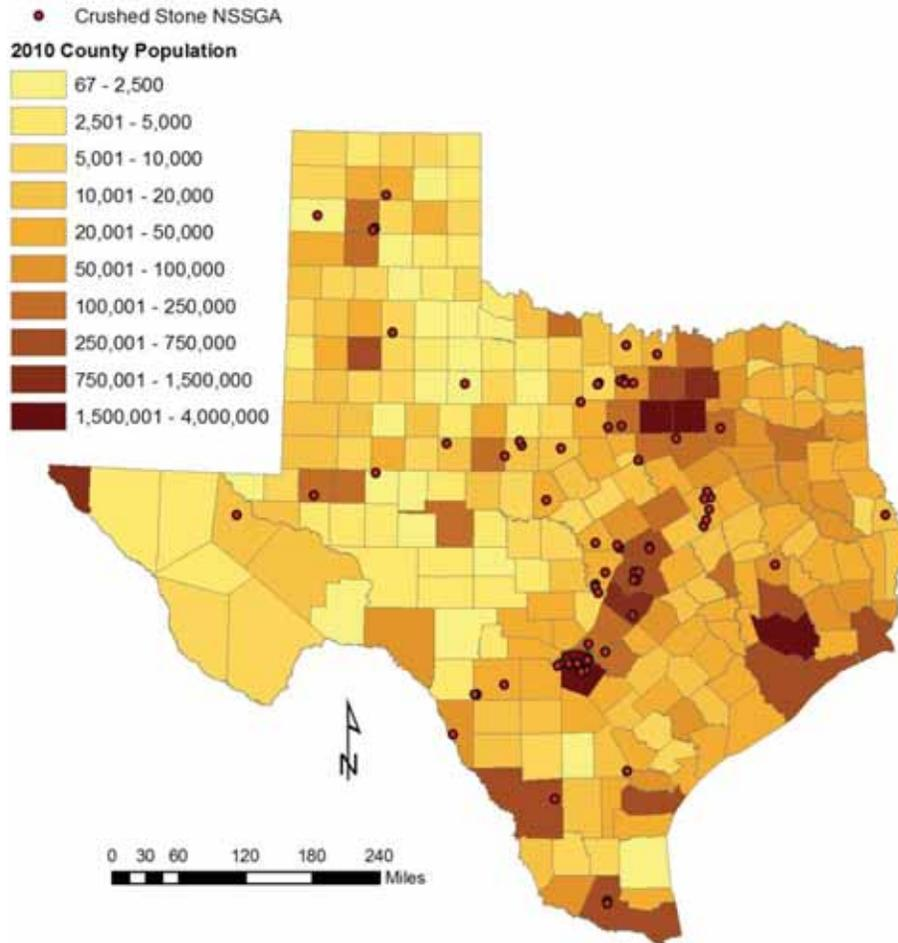 Crushed Stone NSSGA
2010 County Population
67 - 2,500
2,501 - 5,000
5,001 - 10,000
10,001 - 20,000
20,001 - 50,000
50,001 - 100,000
100,001 - 250,000
250,001 - 750,000
750,001 - 1,500,000
1,500,001 - 4,000,000
N
0 30 60 120 180 240
Miles